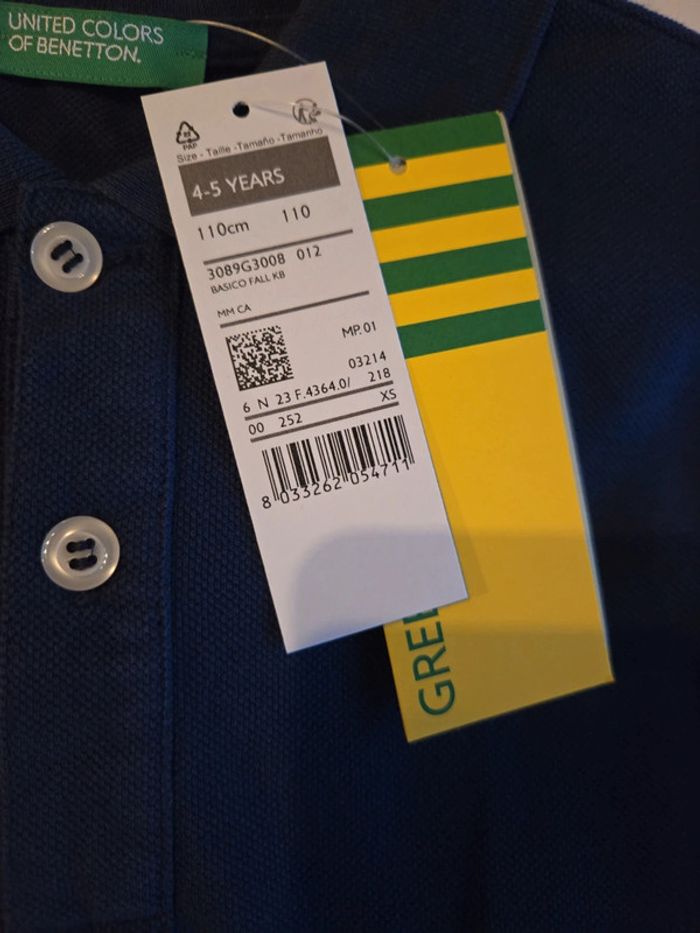 UNITED COLORS
OF BENETTON.
PAP
Size - Taille - Tamaño - Tamanho
4-5 YEARS
110cm 110
3089G3008 012
BASICO FALL KB
MM CA
MP.01
03214
6 N 23 F.4364.0/ 218
00 252 XS
8 033262 054711
GREE